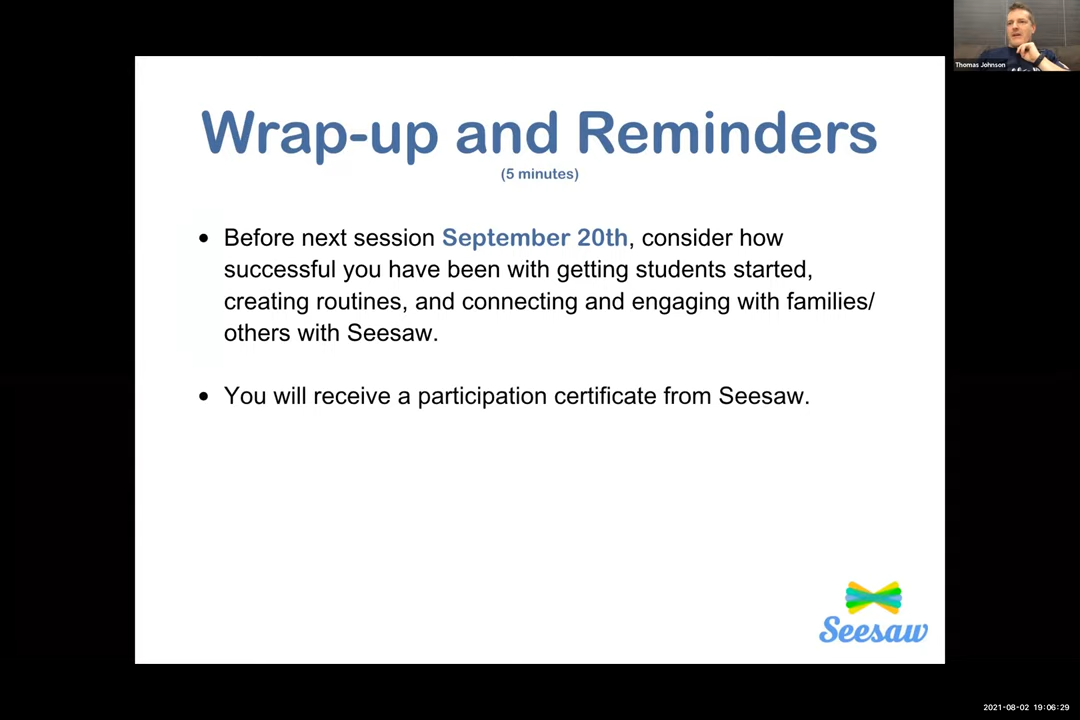 Thomas Johnson
Wrap-up and Reminders
(5 minutes)
• Before next session September 20th, consider how
successful you have been with getting students started,
creating routines, and connecting and engaging with families/
others with Seesaw.
• You will receive a participation certificate from Seesaw.
Seesaw
2021-08-02 19:06:29